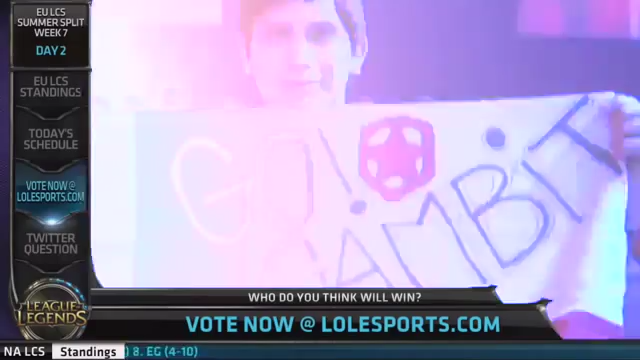 EU LCS
SUMMER SPLIT
WEEK 7
DAY 2
EU LCS
STANDINGS
TODAY'S
SCHEDULE
VOTE NOW @
LOLESPORTS.COM
TWITTER
QUESTION
LEAGUE OF
LEGENDS
GO!
GAMBIT
WHO DO YOU THINK WILL WIN?
VOTE NOW @ LOLESPORTS.COM
NA LCS Standings ) 8. EG (4-10)